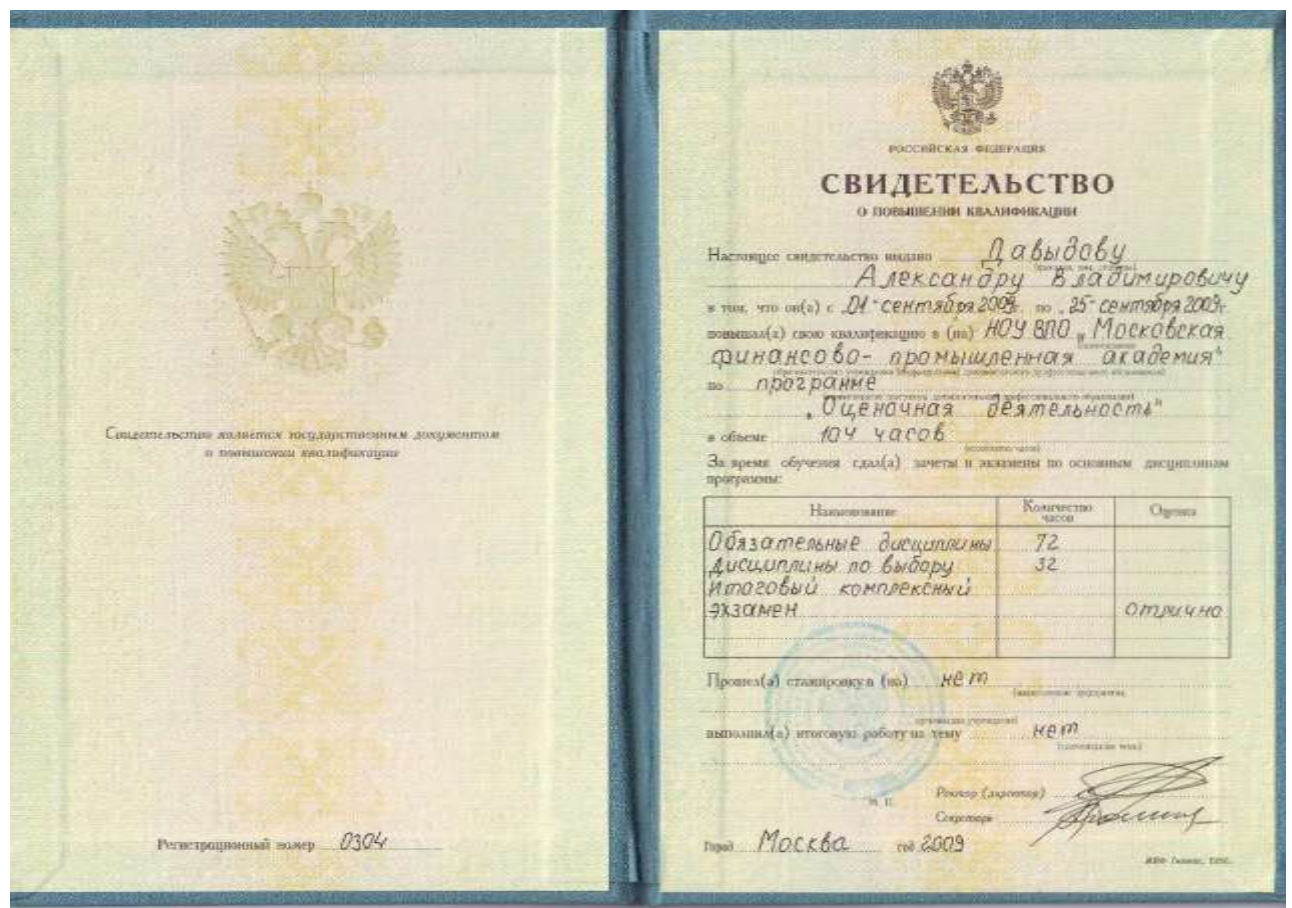 Свидетельство является государственным документом
о повышении квалификации
Регистрационный номер 0304
РОССИЙСКАЯ ФЕДЕРАЦИЯ
СВИДЕТЕЛЬСТВО
О ПОВЫШЕНИИ КВАЛИФИКАЦИИ
Настоящее свидетельство выдано Давыдову
Александру Владимировичу
в том, что он(а) с „01" сентября 2009г. по „25" сентября 2009г.
повышал(а) свою квалификацию в (на) НОУ ВПО „Московская
финансово-промышленная академия"
по программе
„Оценочная деятельность"
в объеме 104 часов
(количество часов)
За время обучения сдал(а) зачеты и экзамены по основным дисциплинам
программы:
Наименование Количество часов Оценка
Обязательные дисциплины 72
Дисциплины по выбору 32
Итоговый комплексный
экзамен отлично
Прошел(а) стажировку в (на) нет
выполнил(а) итоговую работу на тему нет
М. П.
Ректор (директор)
Секретарь
Город Москва год 2009